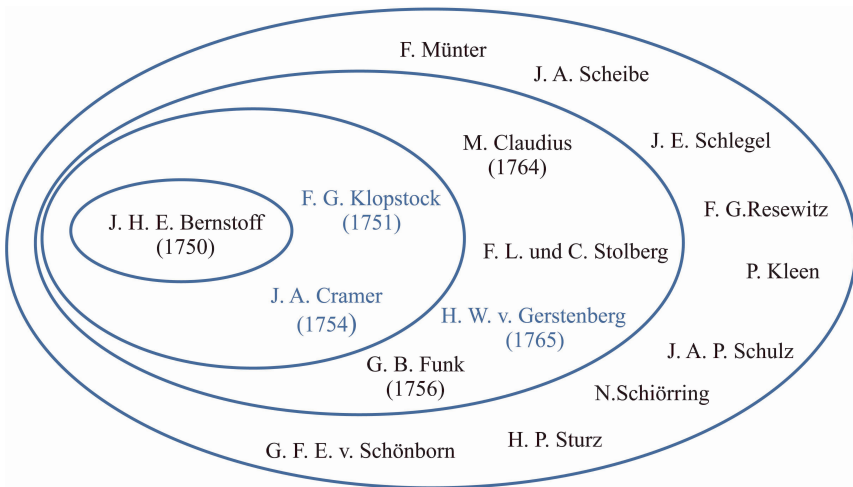 F. Münter
J. A. Scheibe
M. Claudius
(1764)
J. E. Schlegel
F. G. Klopstock
(1751)
J. H. E. Bernstoff
(1750)
F. G.Resewitz
F. L. und C. Stolberg
P. Kleen
J. A. Cramer
(1754)
H. W. v. Gerstenberg
(1765)
J. A. P. Schulz
G. B. Funk
(1756)
N.Schiörring
H. P. Sturz
G. F. E. v. Schönborn